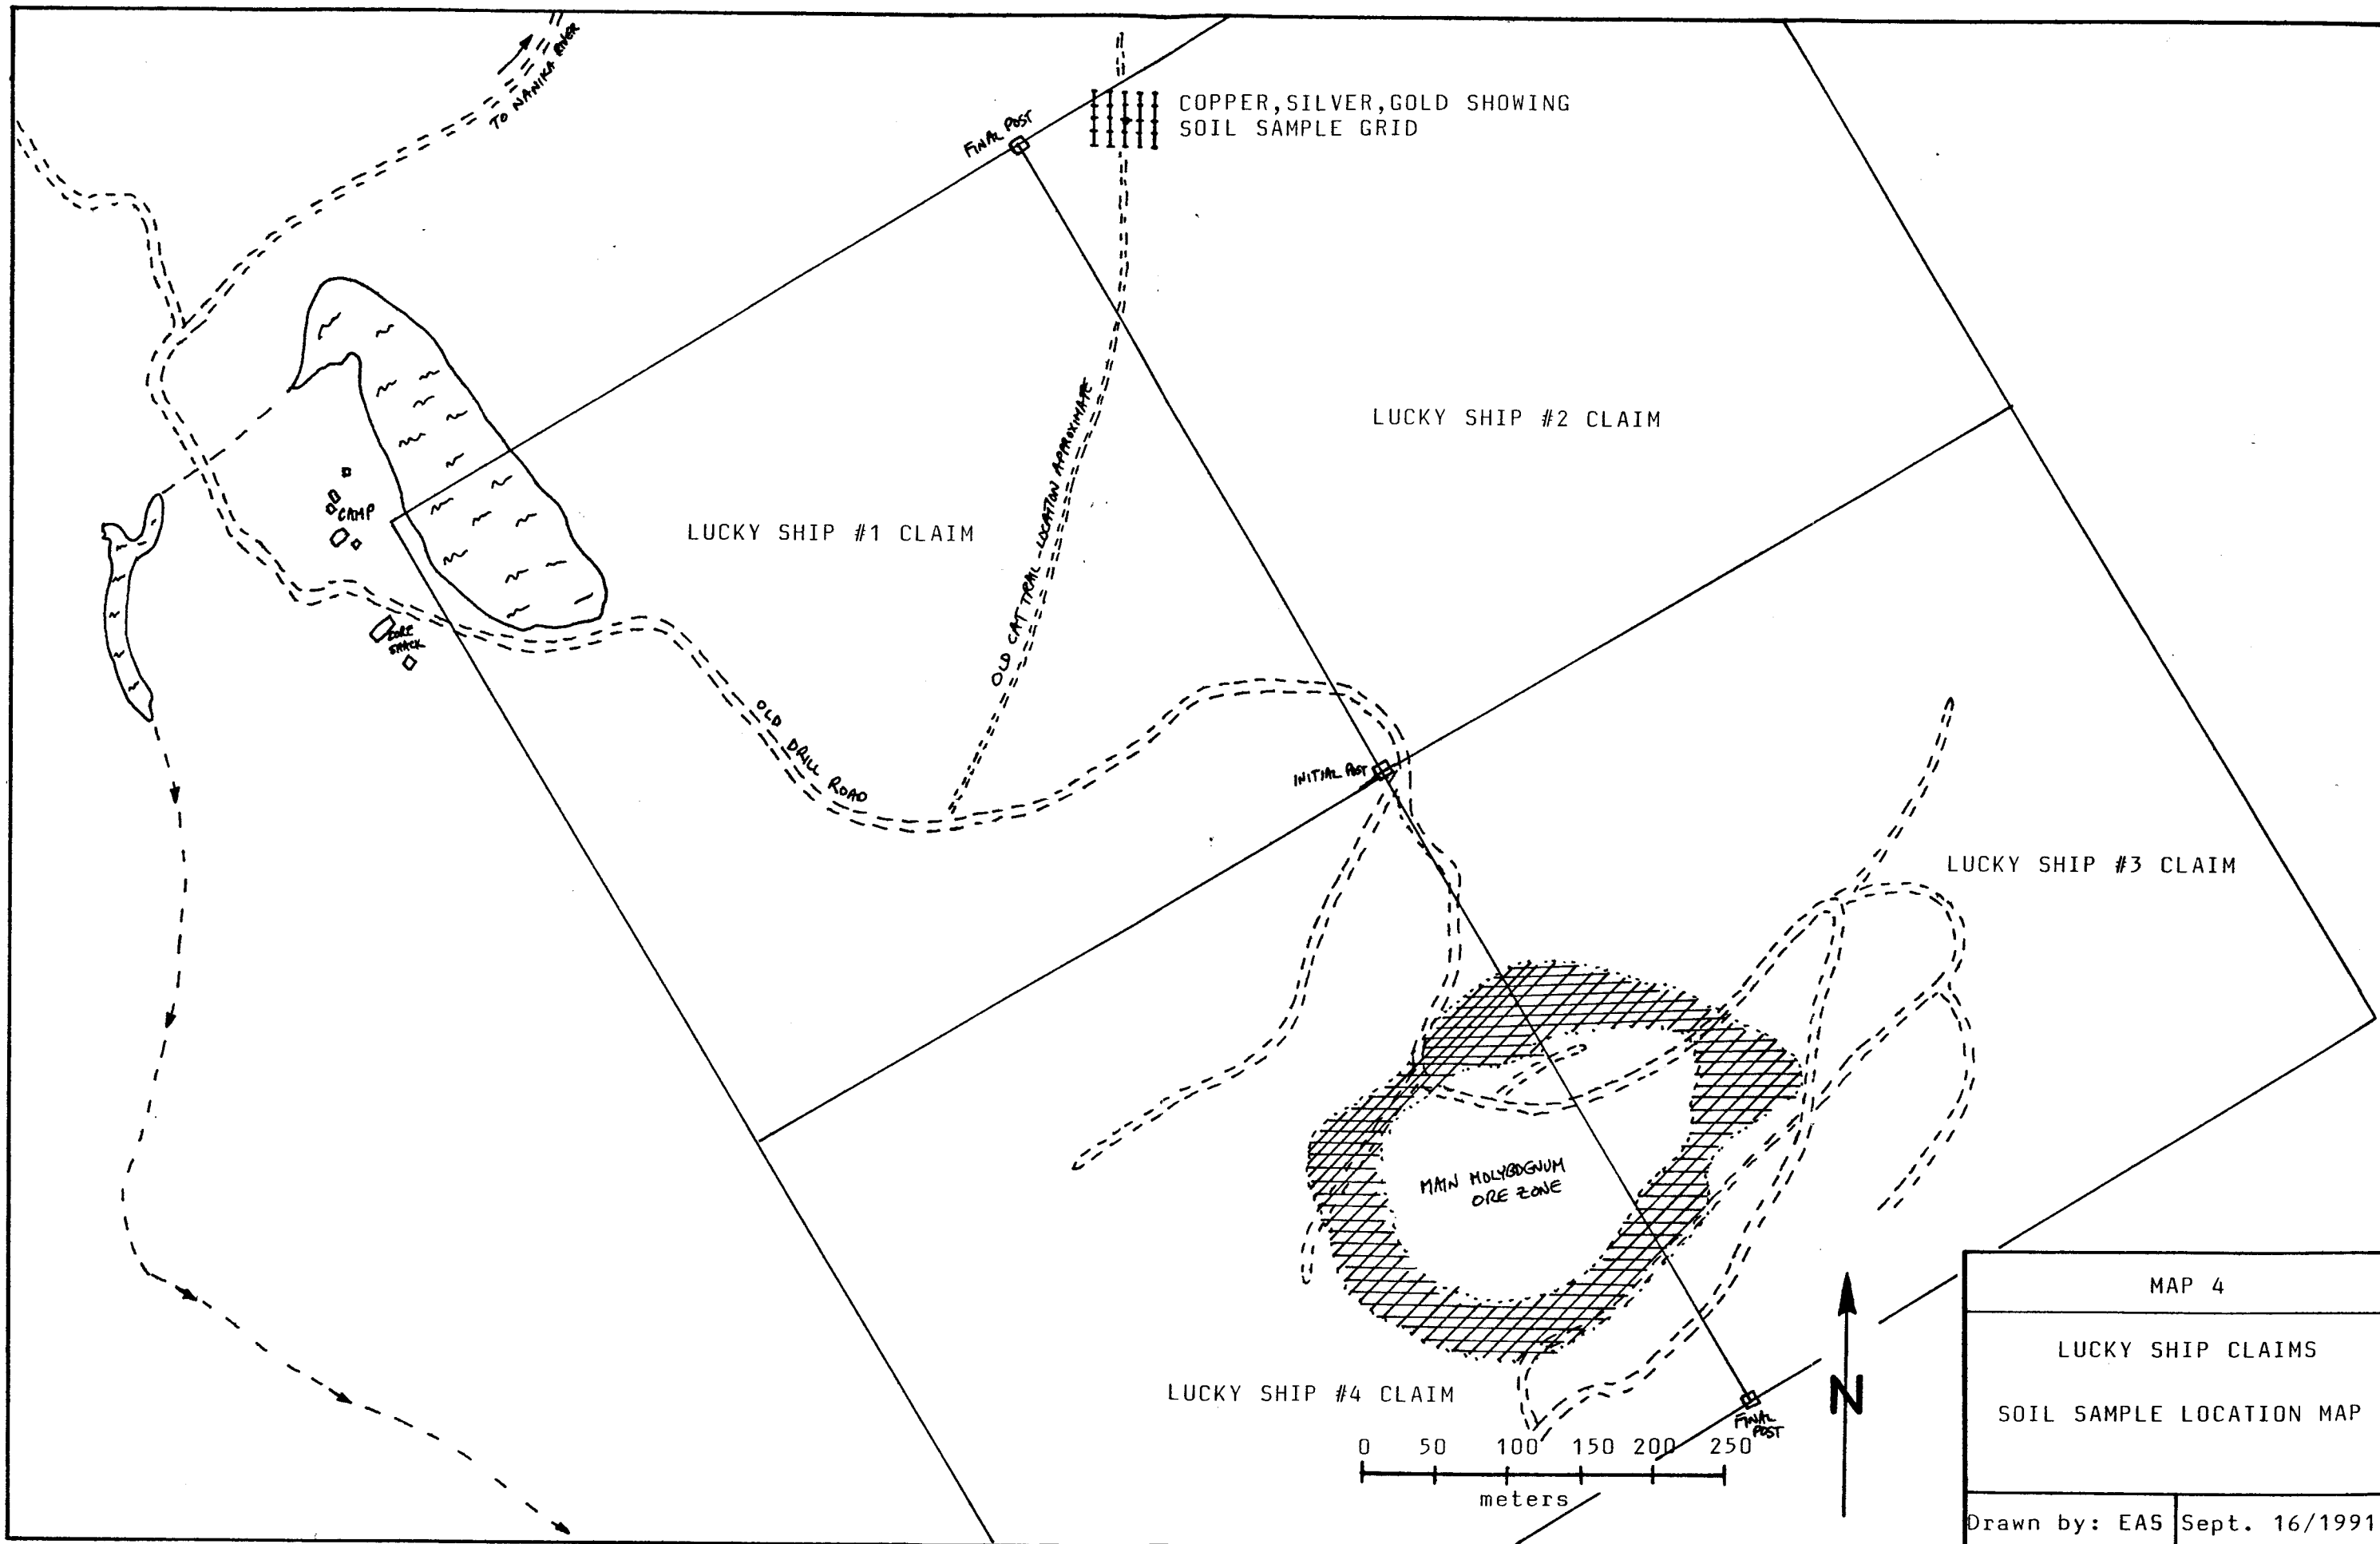 TO NANIKA RIVER
FINAL POST
COPPER,SILVER,GOLD SHOWING
SOIL SAMPLE GRID
LUCKY SHIP #2 CLAIM
CAMP
LUCKY SHIP #1 CLAIM
OLD CAT TRAIL - LOCATION APPROXIMATE
CORE
SHACK
OLD DRILL ROAD
INITIAL POST
LUCKY SHIP #3 CLAIM
MAIN MOLYBDGNUM
ORE ZONE
LUCKY SHIP #4 CLAIM
FINAL
POST
N
0 50 100 150 200 250
meters
MAP 4
LUCKY SHIP CLAIMS
SOIL SAMPLE LOCATION MAP
Drawn by: EAS Sept. 16/1991